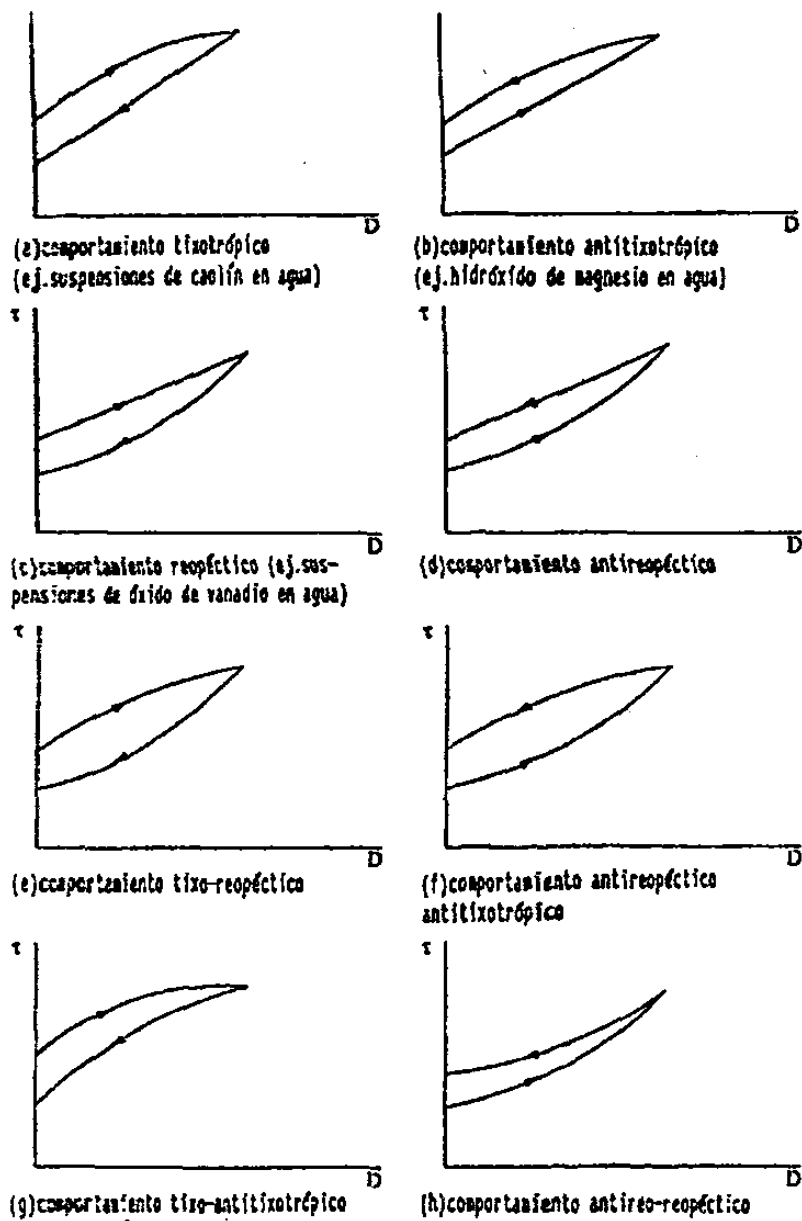 D
D
(a)comportamiento tixotrópico
(ej.suspensiones de caolín en agua)
(b)comportamiento antitixotrópico
(ej.hidróxido de magnesio en agua)
τ
τ
D
D
(c)comportamiento reopéctico (ej.sus-
pensiones de óxido de vanadio en agua)
(d)comportamiento antireopéctico
τ
τ
D
D
(e)comportamiento tixo-reopéctico
(f)comportamiento antireopéctico
antitixotrópico
τ
τ
D
D
(g)comportamiento tixo-antitixotrópico
(h)comportamiento antireo-reopéctico